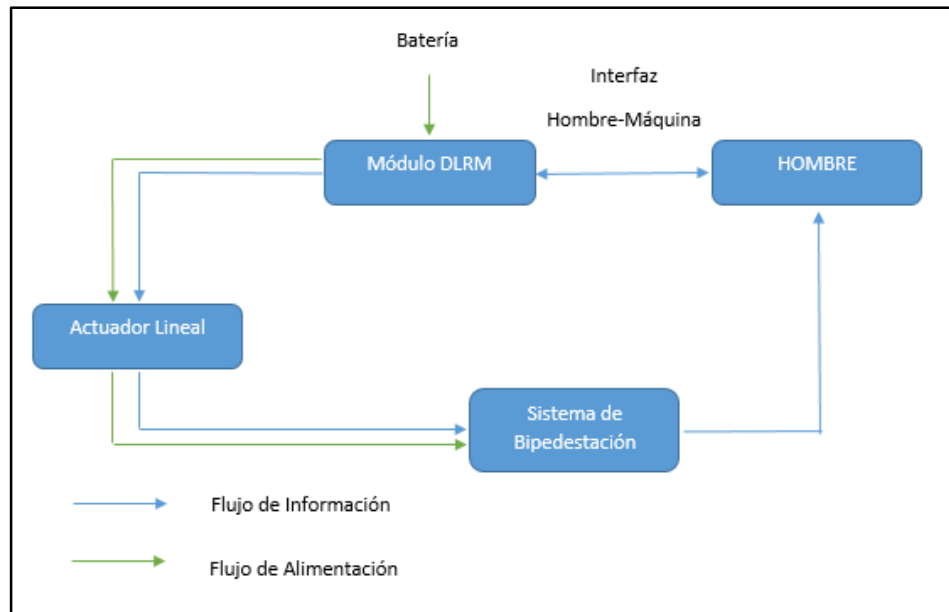 Batería
Interfaz
Hombre-Máquina
Módulo DLRM
HOMBRE
Actuador Lineal
Sistema de
Bipedestación
Flujo de Información
Flujo de Alimentación